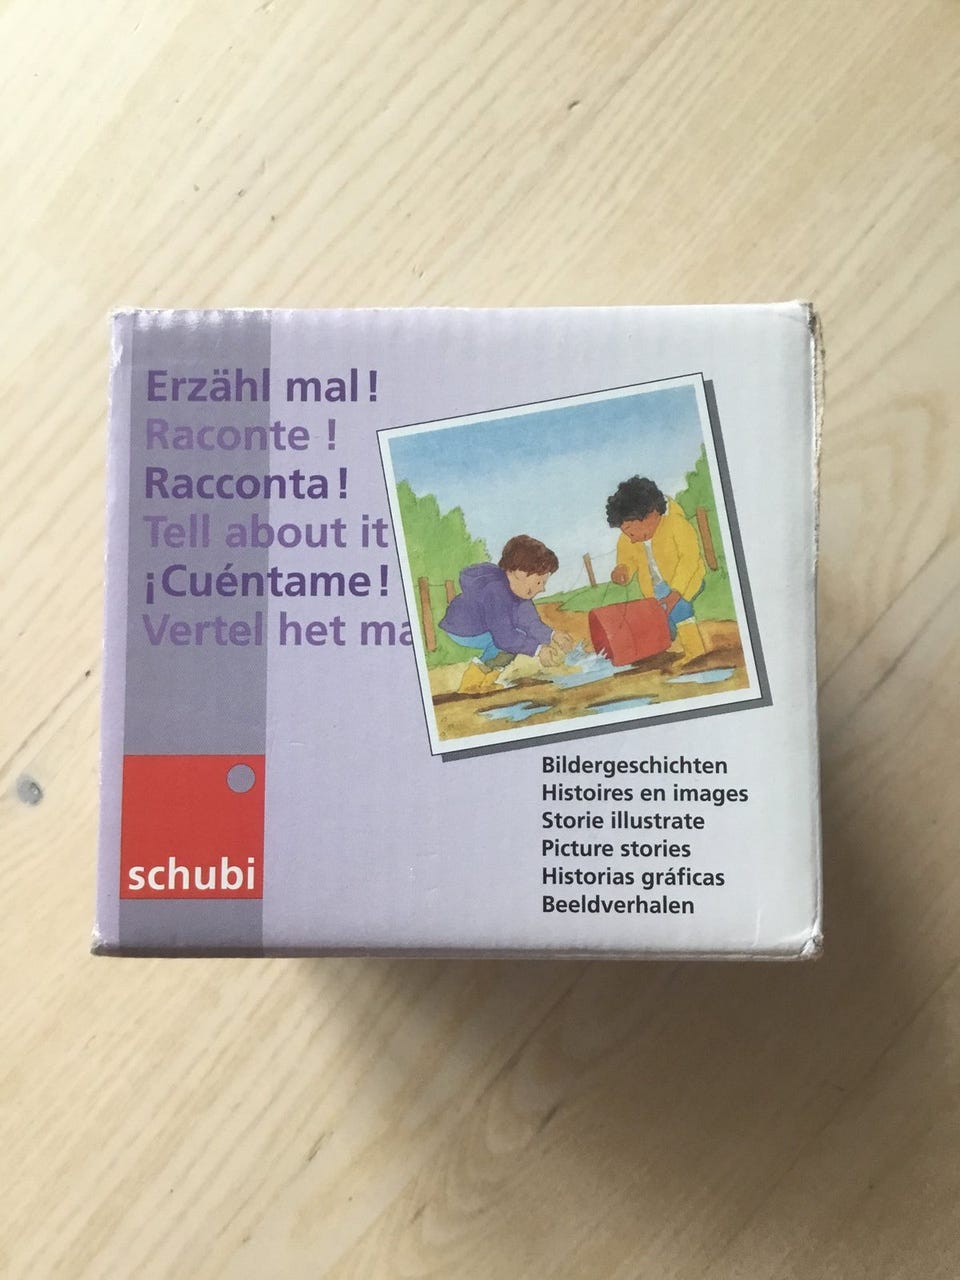 Erzähl mal!
Raconte !
Racconta!
Tell about it
¡Cuéntame!
Vertel het
schubi
Bildergeschichten
Histoires en images
Storie illustrate
Picture stories
Historias gráficas
Beeldverhalen